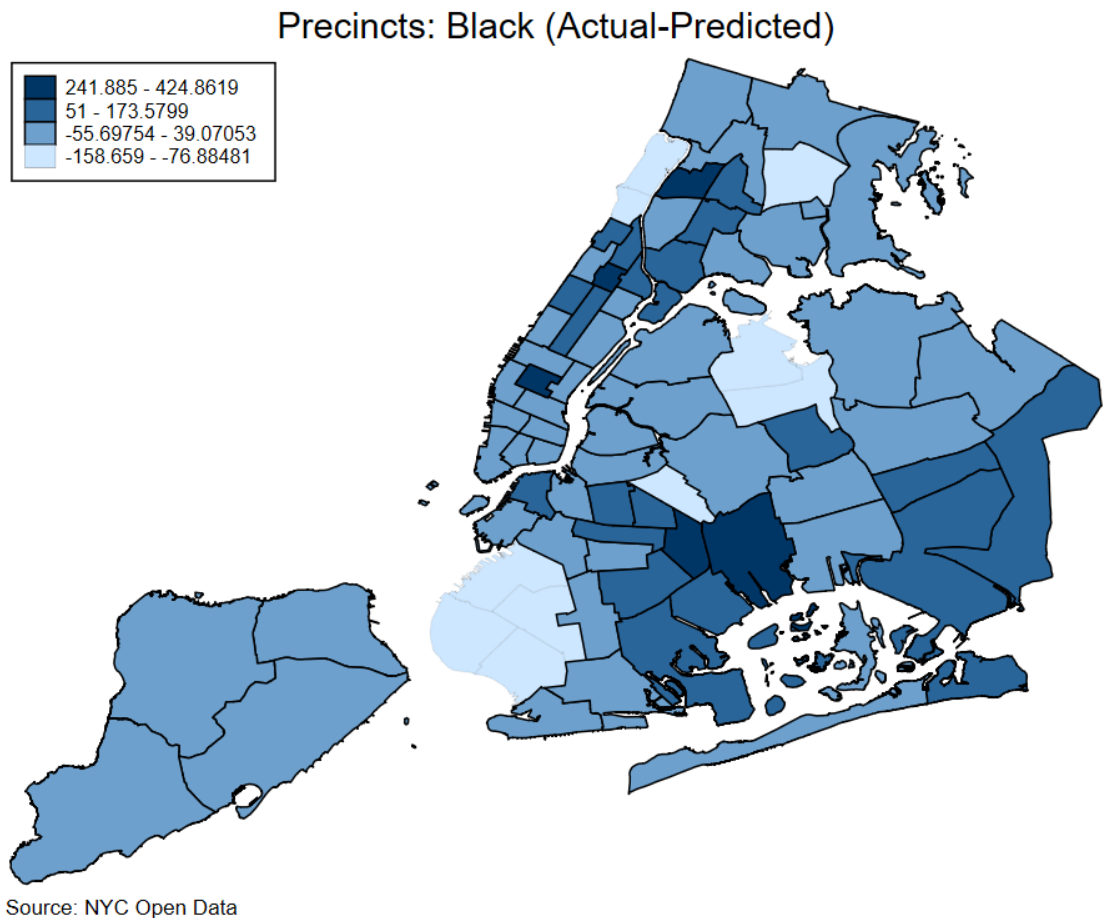 Precincts: Black (Actual-Predicted)
241.885 - 424.8619
51 - 173.5799
-55.69754 - 39.07053
-158.659 - -76.88481
Source: NYC Open Data